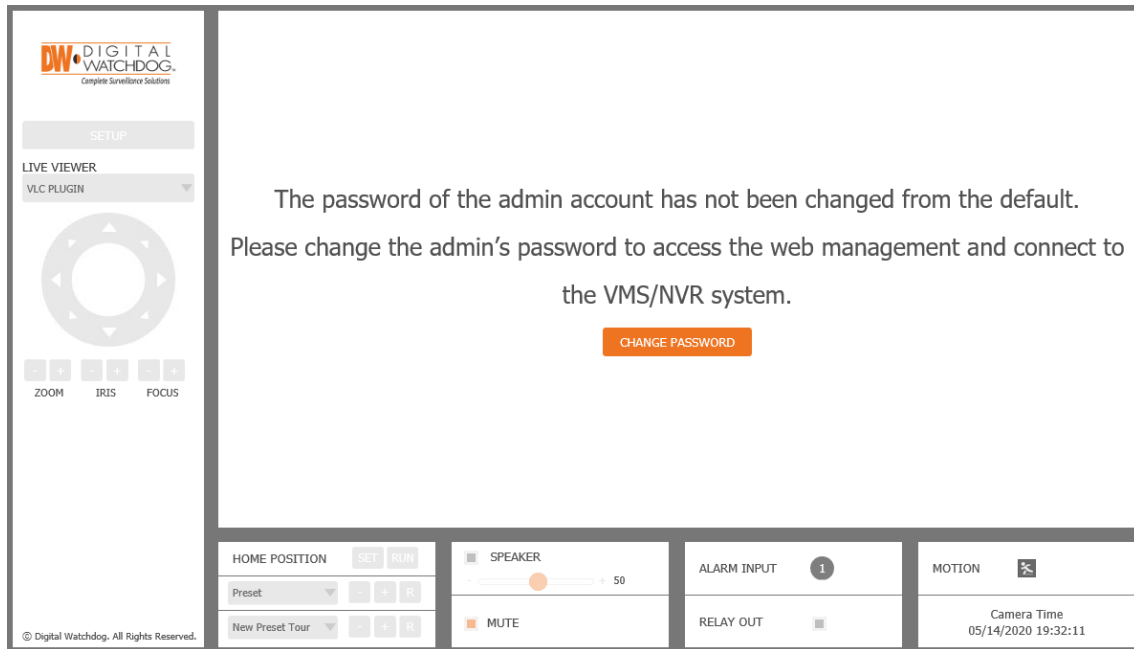 DW DIGITAL
WATCHDOG®
Complete Surveillance Solutions
SETUP
LIVE VIEWER
VLC PLUGIN
- + - + - +
ZOOM IRIS FOCUS
© Digital Watchdog. All Rights Reserved.
The password of the admin account has not been changed from the default.
Please change the admin’s password to access the web management and connect to
the VMS/NVR system.
CHANGE PASSWORD
HOME POSITION SET RUN
Preset - + R
New Preset Tour - + R
SPEAKER
- + 50
MUTE
ALARM INPUT 1
RELAY OUT
MOTION
Camera Time
05/14/2020 19:32:11